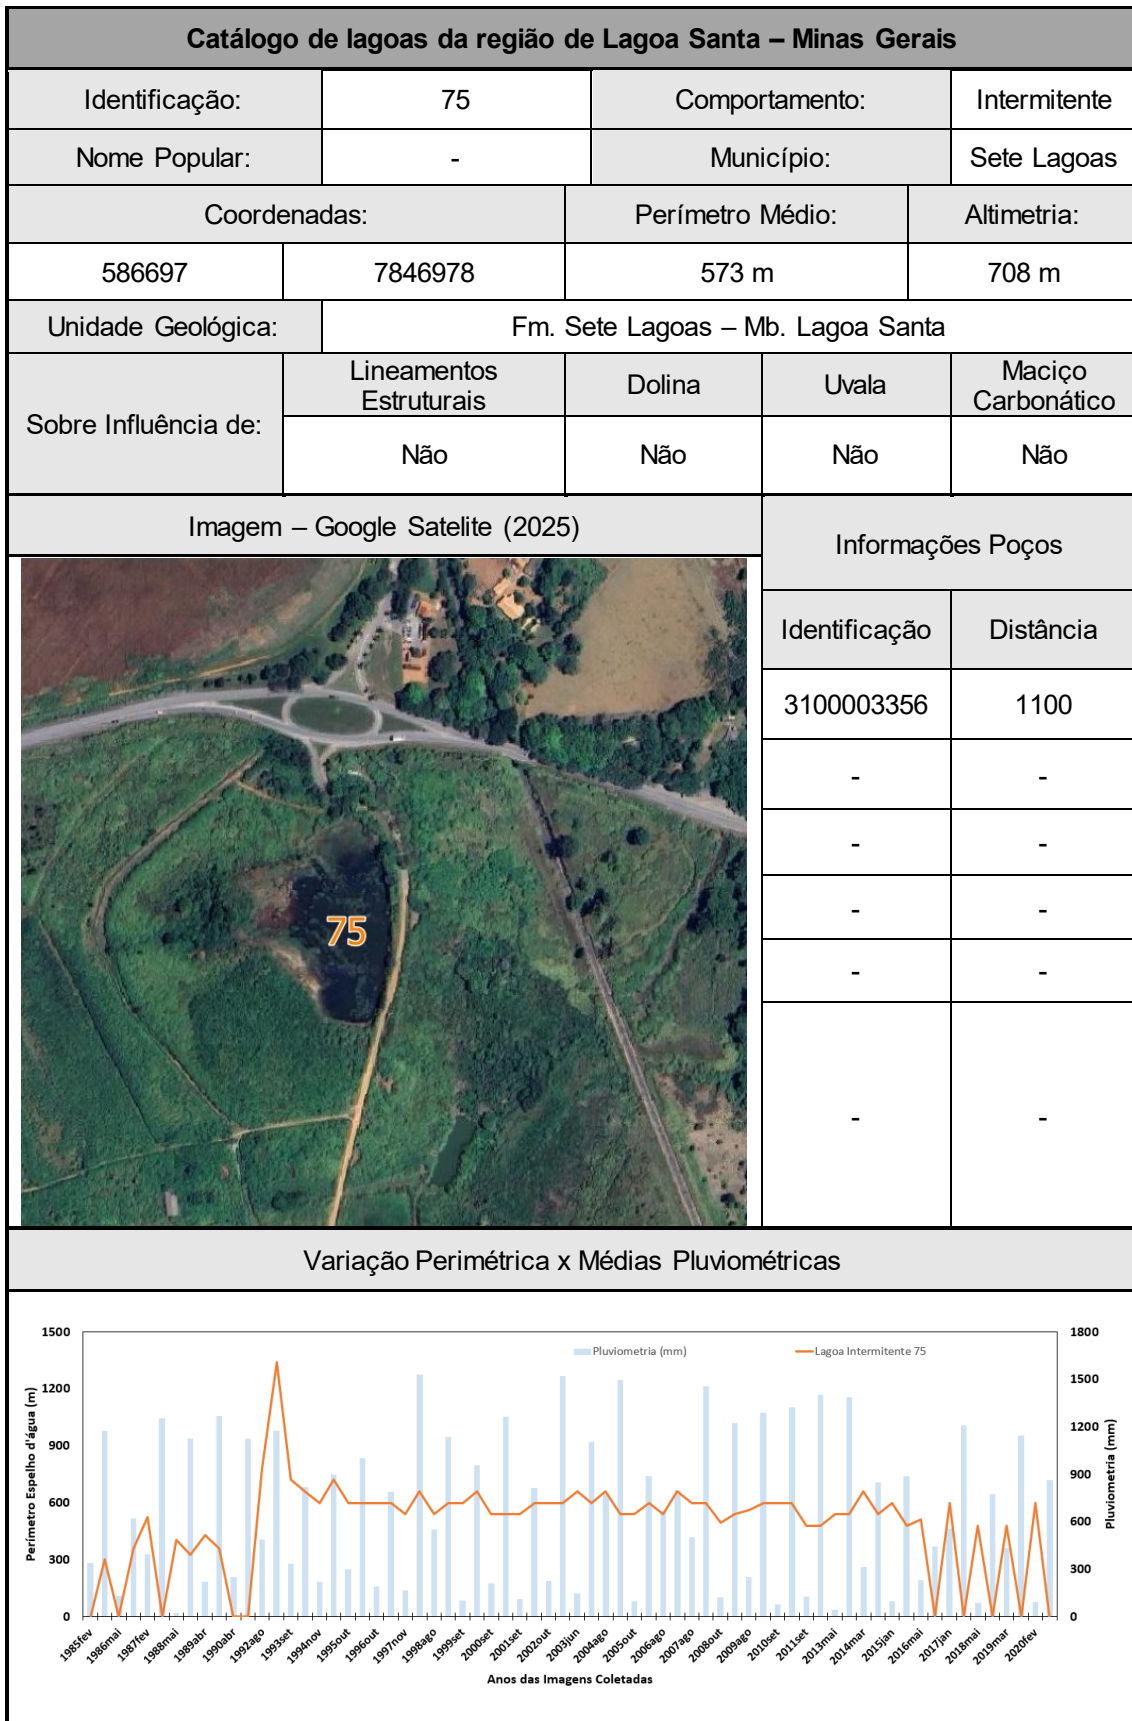 Catálogo de lagoas da região de Lagoa Santa – Minas Gerais
Identificação: 75 Comportamento: Intermitente
Nome Popular: - Município: Sete Lagoas
Coordenadas: Perímetro Médio: Altimetria:
586697 7846978 573 m 708 m
Unidade Geológica: Fm. Sete Lagoas – Mb. Lagoa Santa
Sobre Influência de:
Lineamentos
Estruturais
Dolina
Uvala
Maciço
Carbonático
Não Não Não Não
Imagem – Google Satelite (2025)
75
Informações Poços
Identificação Distância
3100003356 1100
- -
- -
- -
- -
- -
Variação Perimétrica x Médias Pluviométricas
Perímetro Espelho d'água (m)
1500
1200
900
600
300
0
Pluviometria (mm)
Lagoa Intermitente 75
1800
1500
1200
900
600
300
0
Pluviometria (mm)
1985fev 1986mai 1987fev 1988mai 1989abr 1990abr 1992ago 1993set 1994nov 1995out 1996out 1997nov 1998ago 1999set 2000set 2001set 2002out 2003jun 2004ago 2005out 2006ago 2007ago 2008out 2009ago 2010set 2011set 2013mai 2014mar 2015jan 2016mai 2017jan 2018mai 2019mar 2020fev
Anos das Imagens Coletadas